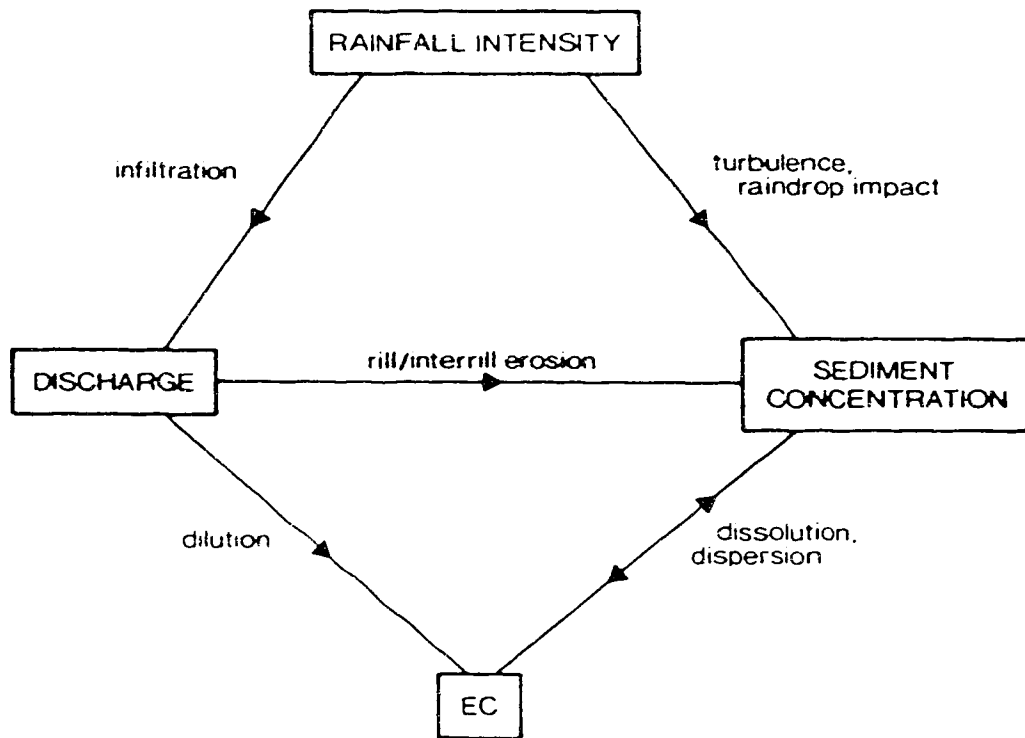 RAINFALL INTENSITY
infiltration
turbulence,
raindrop impact
DISCHARGE
rill/interrill erosion
SEDIMENT
CONCENTRATION
dilution
dissolution,
dispersion
EC